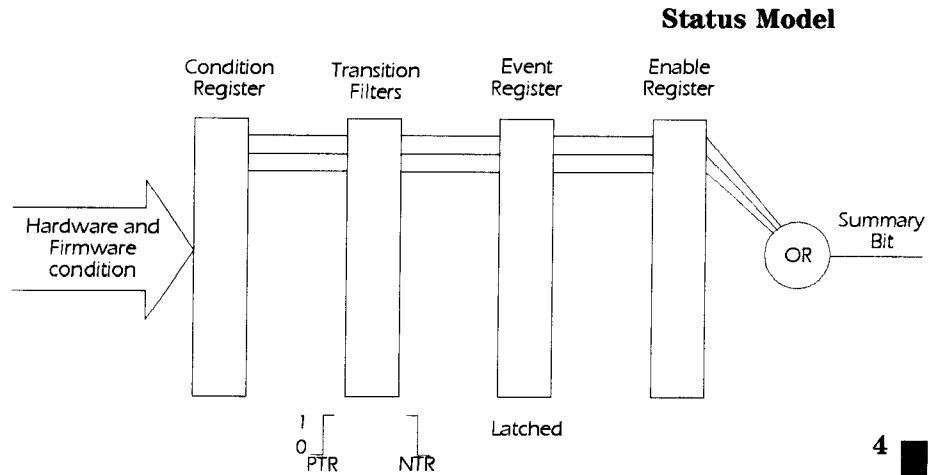 Status Model
Condition
Register
Transition
Filters
Event
Register
Enable
Register
Hardware and
Firmware
condition
OR
Summary
Bit
1
0
PTR
NTR
Latched
4